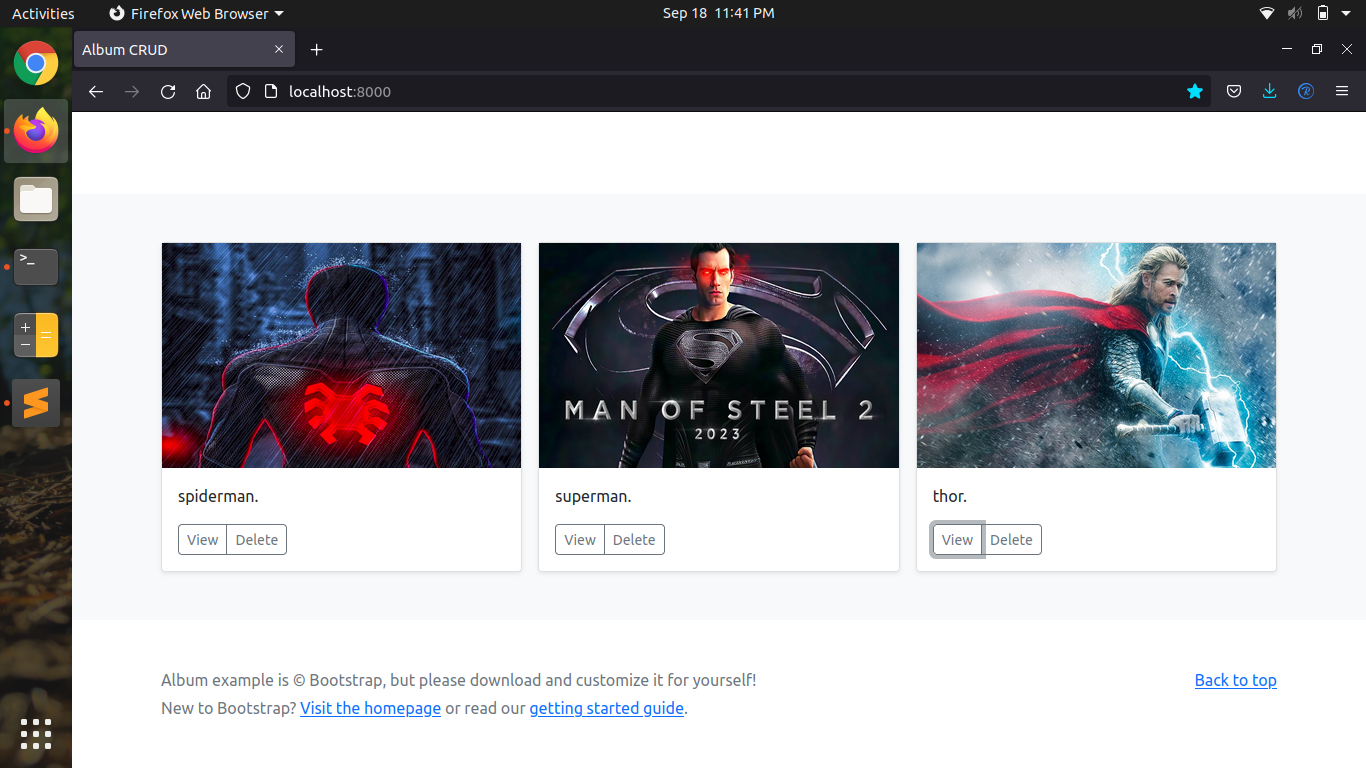 Activities
Firefox Web Browser
Sep 18 11:41 PM
Album CRUD
localhost:8000
MAN OF STEEL 2
2023
spiderman.
superman.
thor.
View Delete
View Delete
View Delete
Album example is © Bootstrap, but please download and customize it for yourself!
Back to top
New to Bootstrap? Visit the homepage or read our getting started guide.